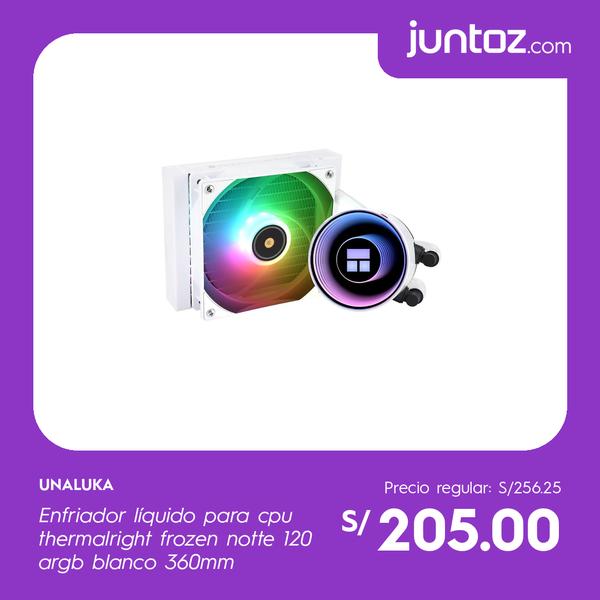 juntoz.com
UNALUKA
Enfriador líquido para cpu
thermalright frozen notte 120
argb blanco 360mm
Precio regular: S/256.25
S/ 205.00